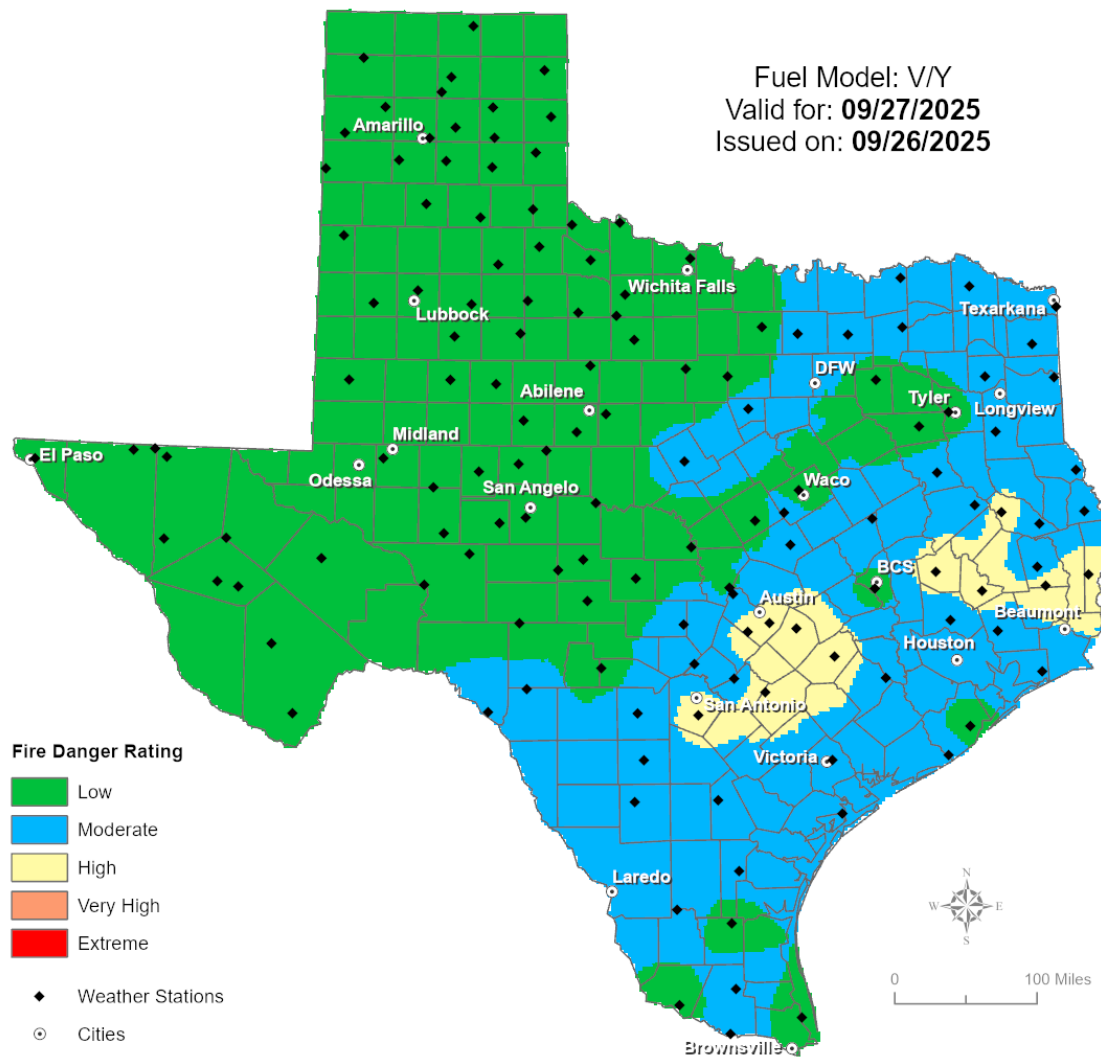 Fuel Model: V/Y
Valid for: 09/27/2025
Issued on: 09/26/2025
Amarillo
Wichita Falls
Lubbock
Texarkana
DFW
Abilene
Tyler
Longview
Midland
El Paso
Odessa
San Angelo
Waco
BCS
Austin
Beaumont
Houston
San Antonio
Victoria
Laredo
Brownsville
Fire Danger Rating
Low
Moderate
High
Very High
Extreme
Weather Stations
Cities
N
W E
S
0 100 Miles